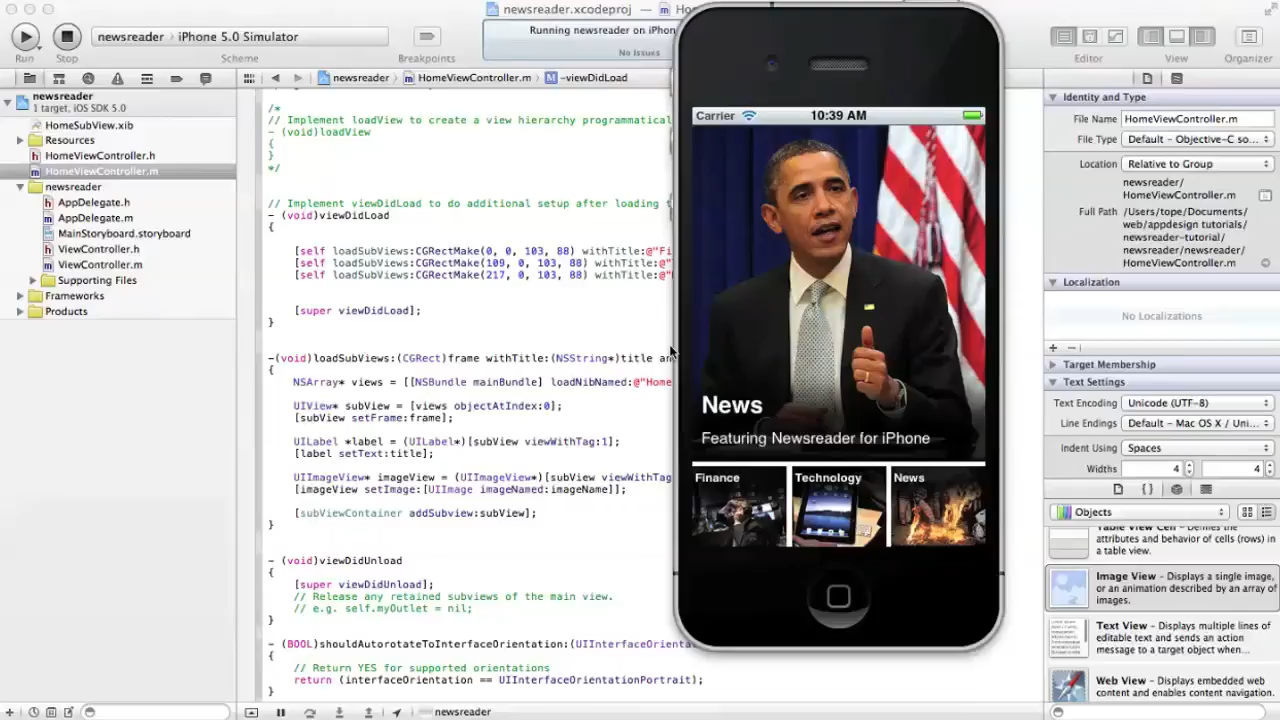 newsreader.xcodeproj
newsreader
iPhone 5.0 Simulator
Running newsreader on iPhon
No Issues
Run
Stop
Scheme
Breakpoints
Editor
View
Organizer
newsreader
HomeViewController.m
-viewDidLoad
newsreader
1 target, iOS SDK 5.0
HomeSubView.xib
Resources
HomeViewController.h
HomeViewController.m
newsreader
AppDelegate.h
AppDelegate.m
MainStoryboard.storyboard
ViewController.h
ViewController.m
Supporting Files
Frameworks
Products
/*
// Implement loadView to create a view hierarchy programmatical
(void)loadView
{
}
*/
// Implement viewDidLoad to do additional setup after loading t
- (void)viewDidLoad
{
[self loadSubViews:CGRectMake(0, 0, 103, 88) withTitle:@"Fi
[self loadSubViews:CGRectMake(109, 0, 103, 88) withTitle:@"
[self loadSubViews:CGRectMake(217, 0, 103, 88) withTitle:@"
[super viewDidLoad];
}
-(void)loadSubViews:(CGRect)frame withTitle:(NSString*)title an
{
NSArray* views = [[NSBundle mainBundle] loadNibNamed:@"Home
UIView* subView = [views objectAtIndex:0];
[subView setFrame:frame];
UILabel *label = (UILabel*)[subView viewWithTag:1];
[label setText:title];
UIImageView* imageView = (UIImageView*)[subView viewWithTag
[imageView setImage:[UIImage imageNamed:imageName]];
[subViewContainer addSubview:subView];
}
- (void)viewDidUnload
{
[super viewDidUnload];
// Release any retained subviews of the main view.
// e.g. self.myOutlet = nil;
}
(BOOL)shouldAutorotateToInterfaceOrientation:(UIInterfaceOrienta
{
// Return YES for supported orientations
return (interfaceOrientation == UIInterfaceOrientationPortrait);
}
newsreader
Carrier
10:39 AM
News
Featuring Newsreader for iPhone
Finance
Technology
News
Identity and Type
File Name
HomeViewController.m
File Type
Default - Objective-C so...
Location
Relative to Group
newsreader/
HomeViewController.m
Full Path
/Users/tope/Documents/
web/appdesign tutorials/
newsreader-tutorial/
newsreader/newsreader/
HomeViewController.m
Localization
No Localizations
Target Membership
Text Settings
Text Encoding
Unicode (UTF-8)
Line Endings
Default - Mac OS X / Uni...
Indent Using
Spaces
Widths
4
4
Objects
Table View Cell - Defines the
attributes and behavior of cells (rows) in
a table view.
Image View - Displays a single image,
or an animation described by an array of
images.
Text View - Displays multiple lines of
editable text and sends an action
message to a target object when...
Web View - Displays embedded web
content and enables content navigation.